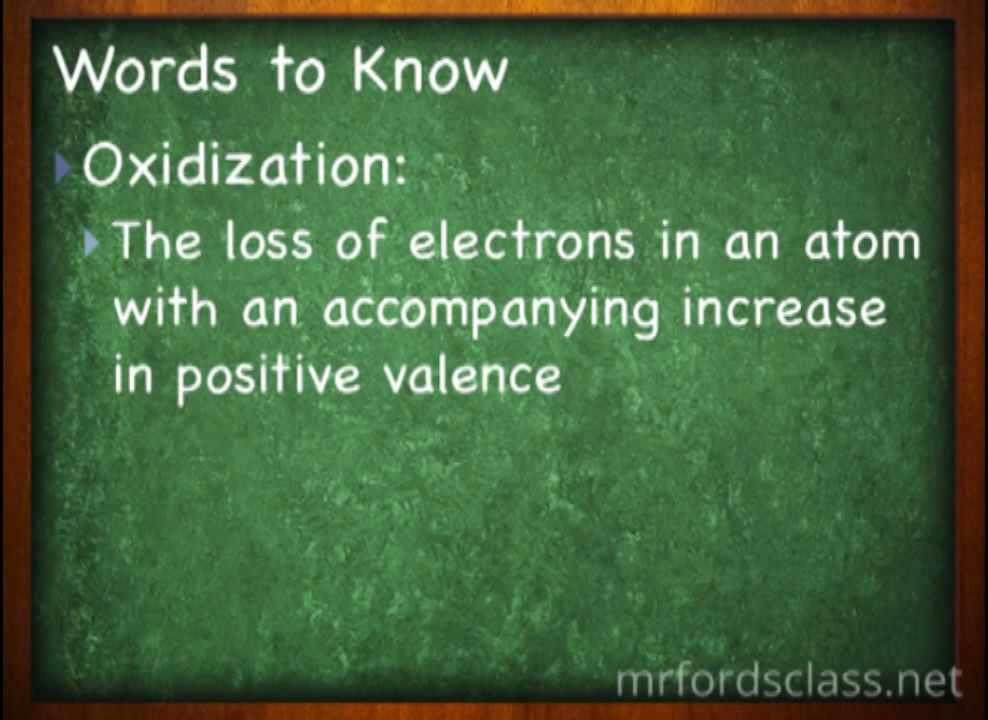 Words to Know
Oxidization:
The loss of electrons in an atom
with an accompanying increase
in positive valence
mrfordsclass.net